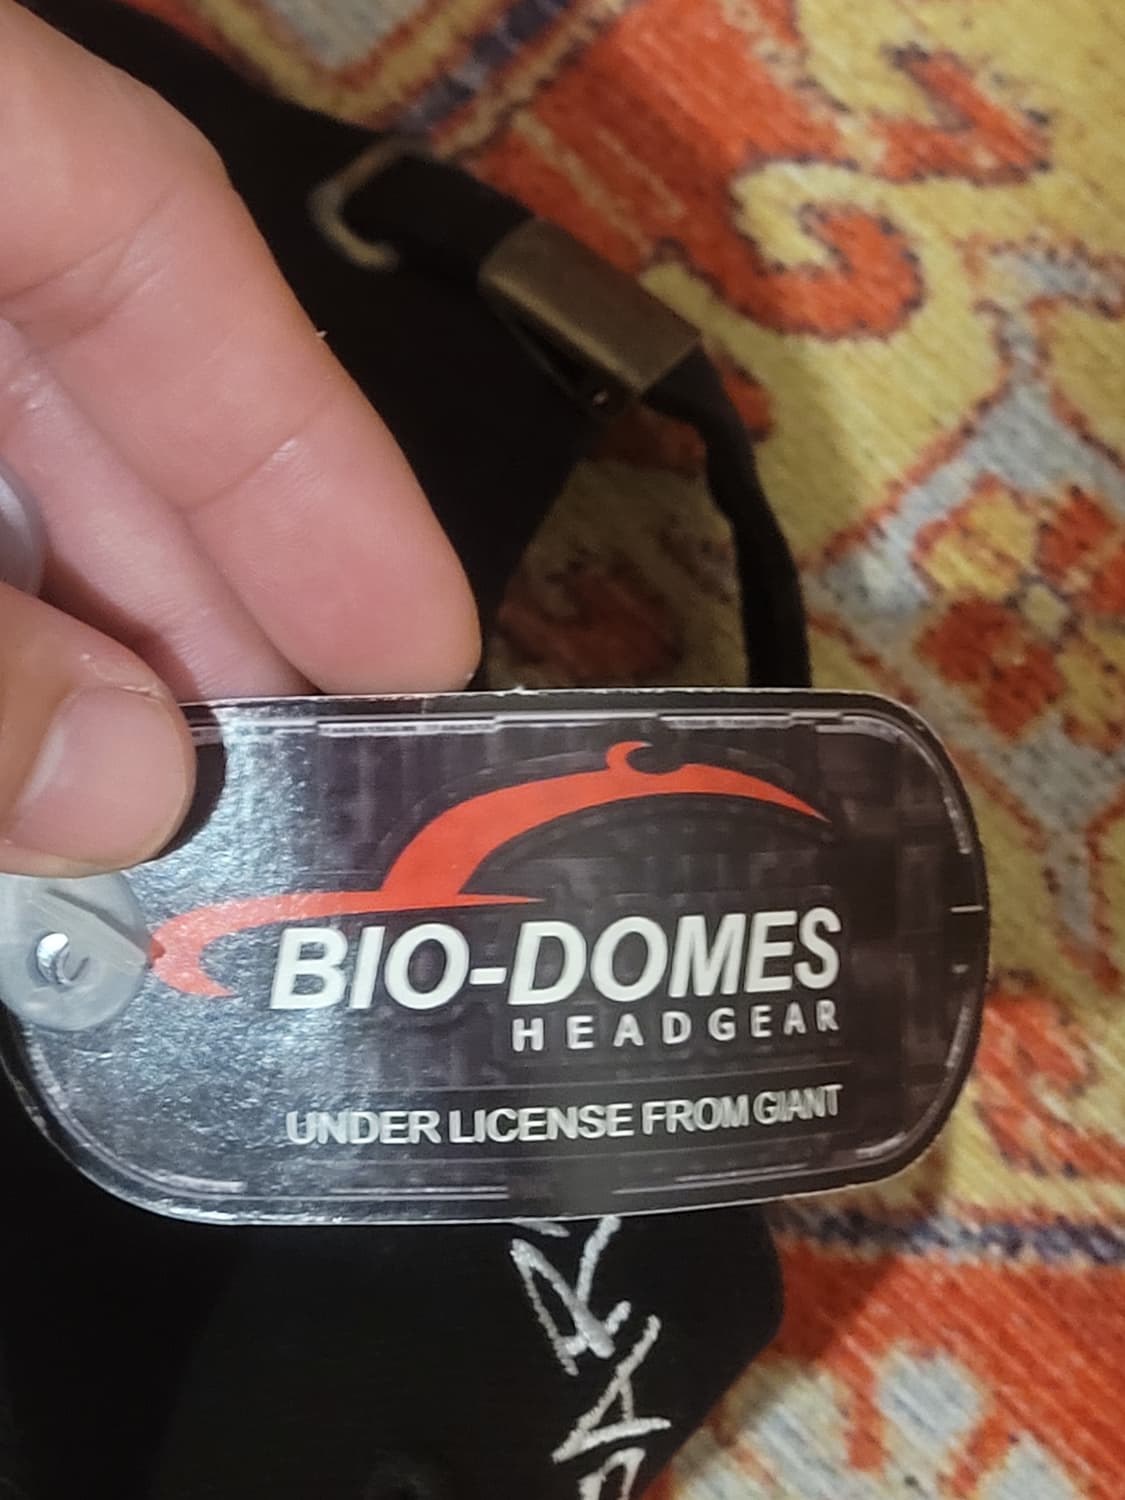 BIO-DOMES
HEADGEAR
UNDER LICENSE FROM GIANT